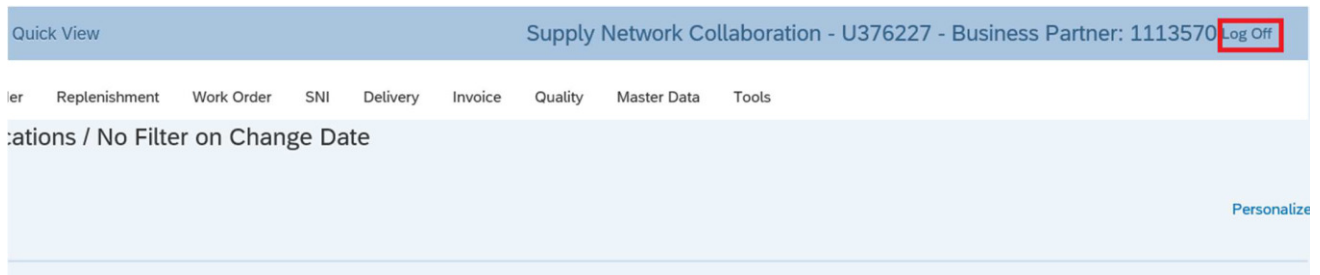 Quick View Supply Network Collaboration - U376227 - Business Partner: 1113570 Log Off
Replenishment Work Order SNI Delivery Invoice Quality Master Data Tools
/ No Filter on Change Date
Personalize